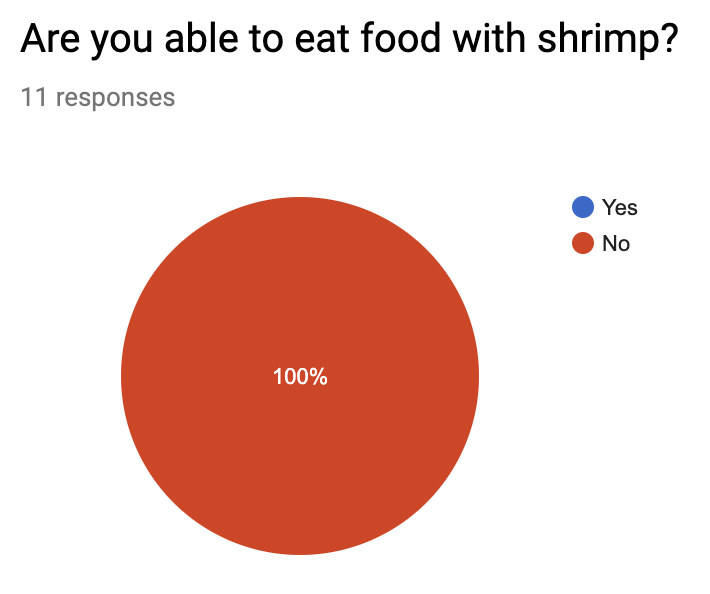 Are you able to eat food with shrimp?
11 responses
Yes
No
100%